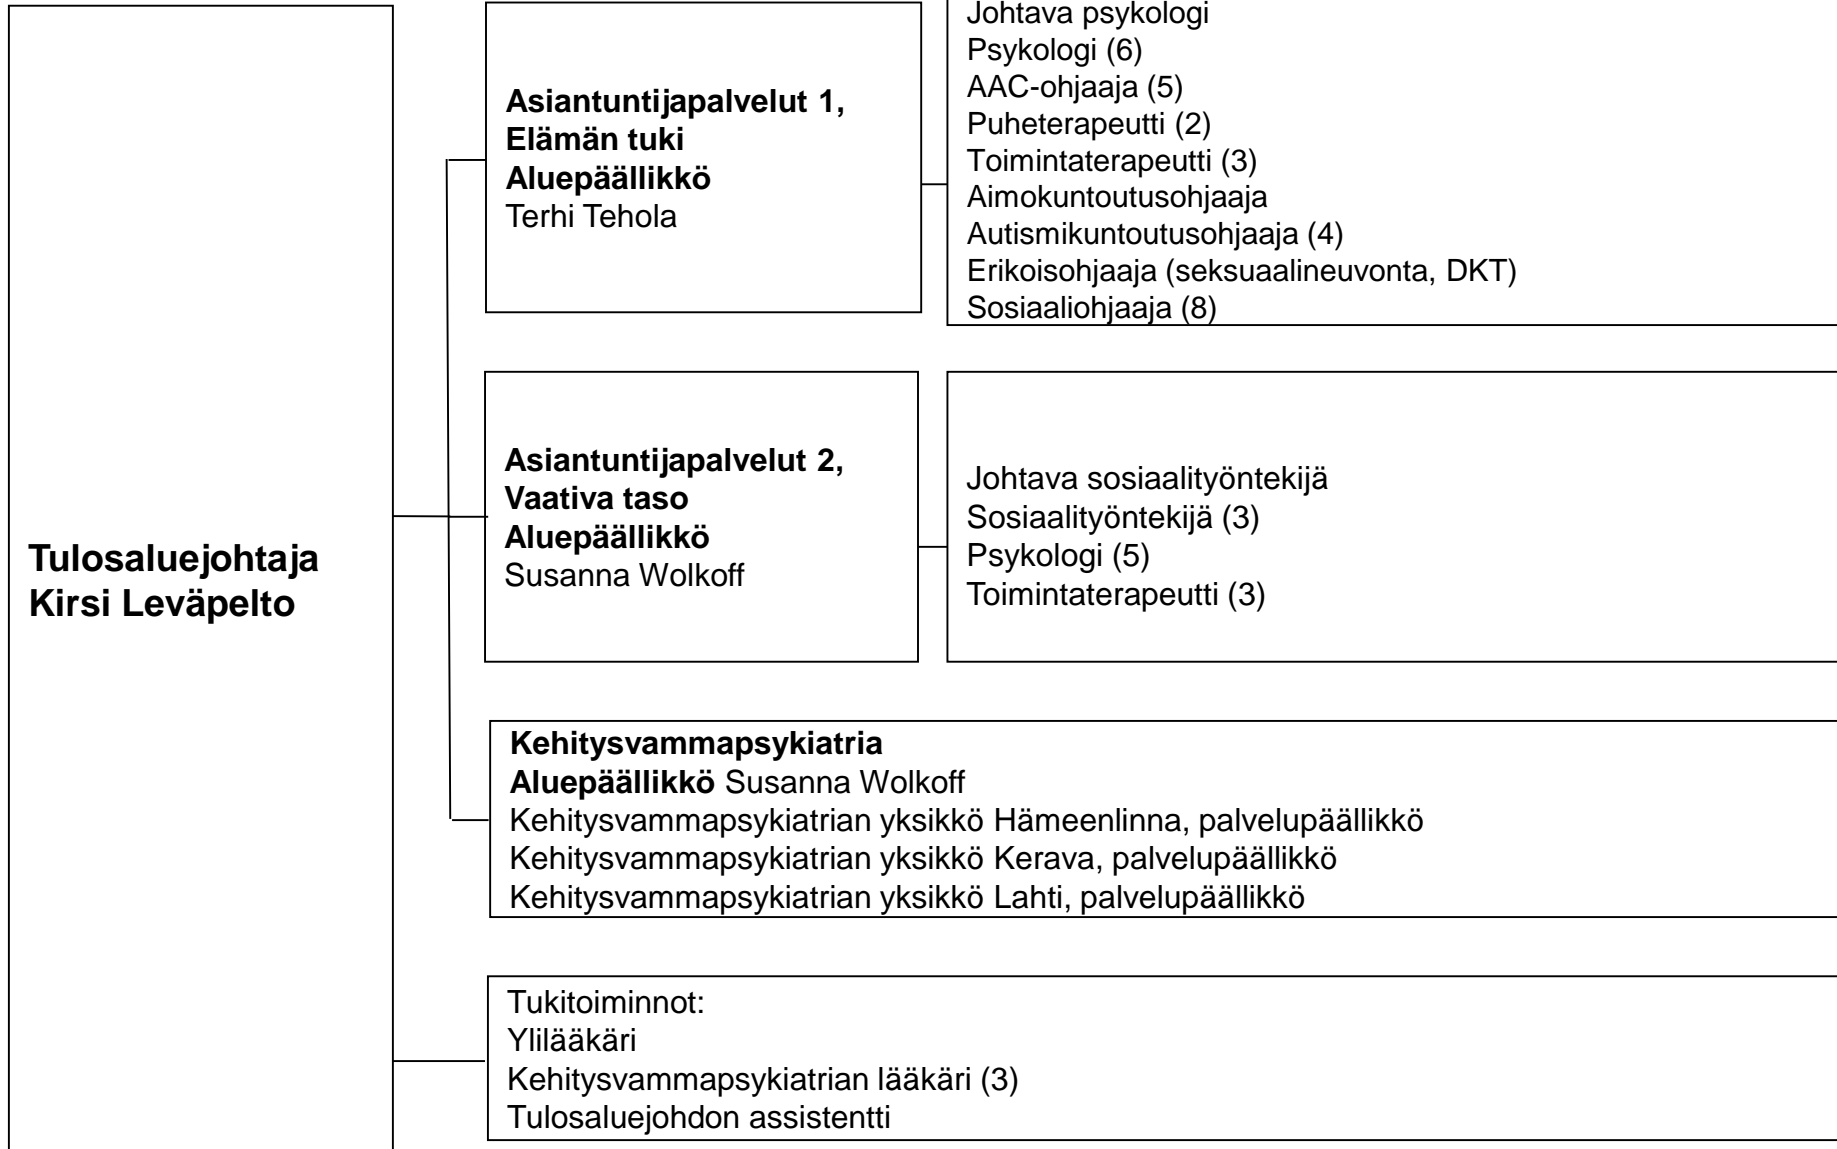 Tulosaluejohtaja
Kirsi Leväpelto
Asiantuntijapalvelut 1,
Elämän tuki
Aluepäällikkö
Terhi Tehola
Johtava psykologi
Psykologi (6)
AAC-ohjaaja (5)
Puheterapeutti (2)
Toimintaterapeutti (3)
Aimokuntoutusohjaaja
Autismikuntoutusohjaaja (4)
Erikoisohjaaja (seksuaalineuvonta, DKT)
Sosiaaliohjaaja (8)
Asiantuntijapalvelut 2,
Vaativa taso
Aluepäällikkö
Susanna Wolkoff
Johtava sosiaalityöntekijä
Sosiaalityöntekijä (3)
Psykologi (5)
Toimintaterapeutti (3)
Kehitysvammapsykiatria
Aluepäällikkö Susanna Wolkoff
Kehitysvammapsykiatrian yksikkö Hämeenlinna, palvelupäällikkö
Kehitysvammapsykiatrian yksikkö Kerava, palvelupäällikkö
Kehitysvammapsykiatrian yksikkö Lahti, palvelupäällikkö
Tukitoiminnot:
Ylilääkäri
Kehitysvammapsykiatrian lääkäri (3)
Tulosaluejohdon assistentti